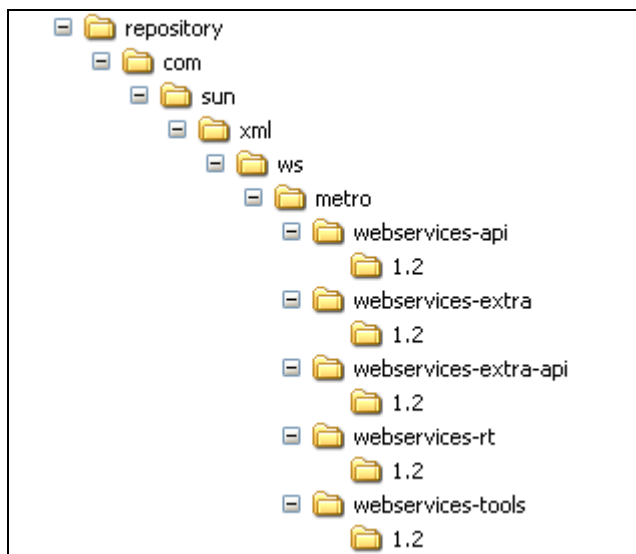 repository
com
sun
xml
ws
metro
webservices-api
1.2
webservices-extra
1.2
webservices-extra-api
1.2
webservices-rt
1.2
webservices-tools
1.2